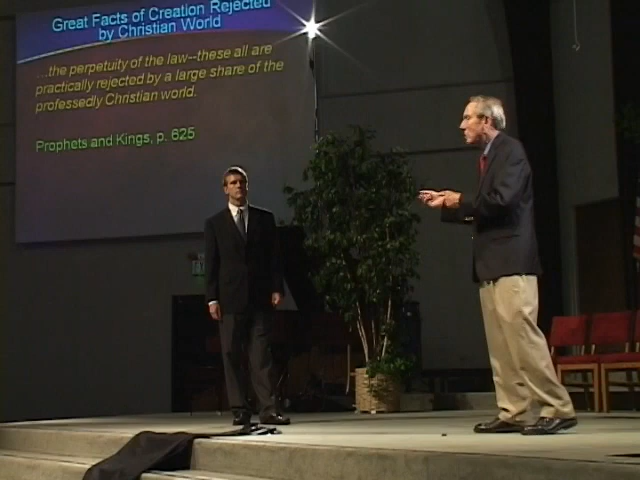 Great Facts of Creation Rejected
by Christian World
...the perpetuity of the law--these all are
practically rejected by a large share of the
professedly Christian world.
Prophets and Kings, p. 625